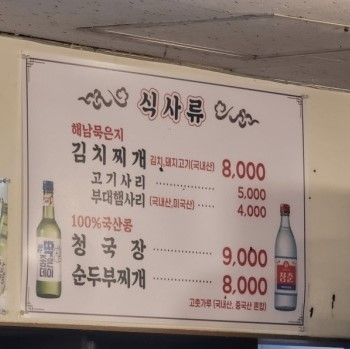 식사류
해남묵은지
김치찌개 김치,돼지고기(국내산) 8,000
고기사리 5,000
부대햄사리 (국내산,미국산) 4,000
100%국산콩
청국장 9,000
순두부찌개 8,000
고춧가루(국내산, 중국산 혼합)